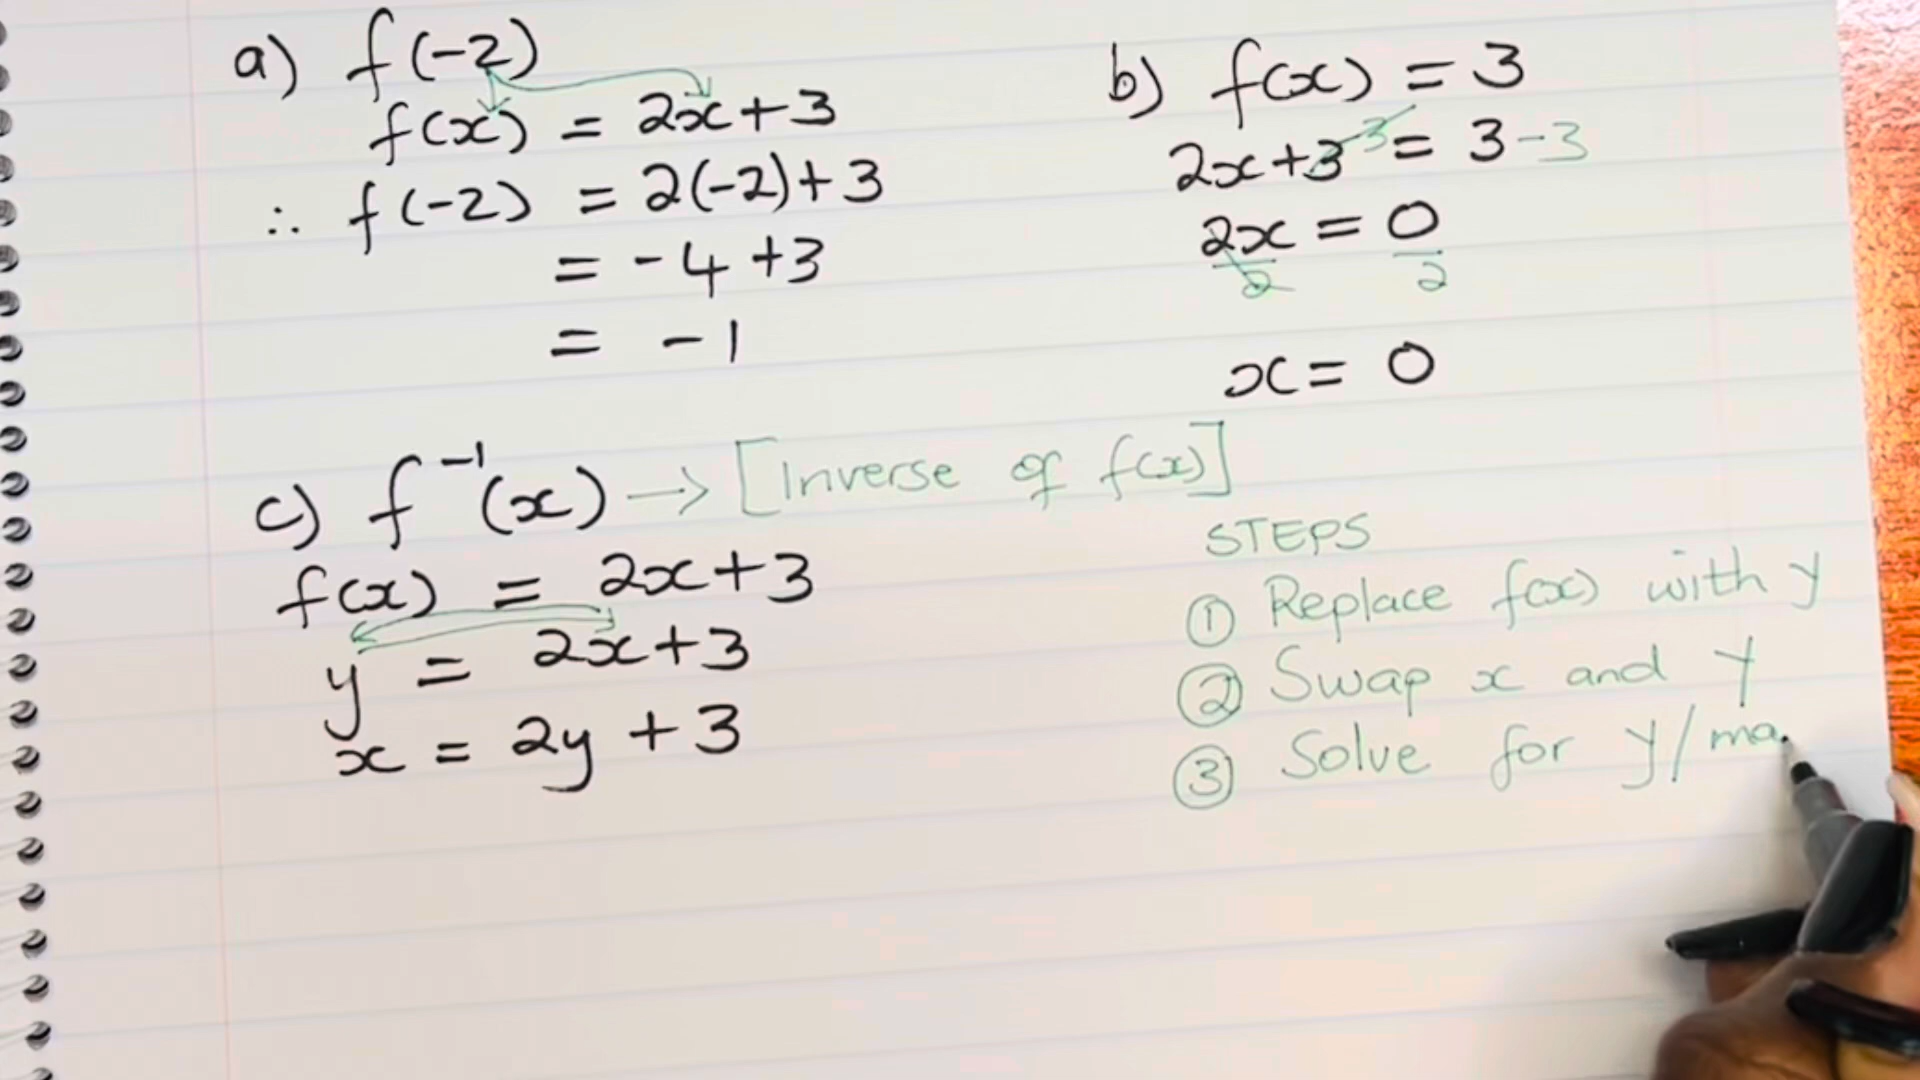 a) f(-2)
f(x) = 2x+3
∴ f(-2) = 2(-2)+3
= -4+3
= -1
b) f(x) = 3
2x+3-3 = 3-3
2x/2 = 0/2
x = 0
c) f⁻¹(x) → [Inverse of f(x)]
f(x) = 2x+3
y = 2x+3
x = 2y+3
STEPS
① Replace f(x) with y
② Swap x and y
③ Solve for y/ma